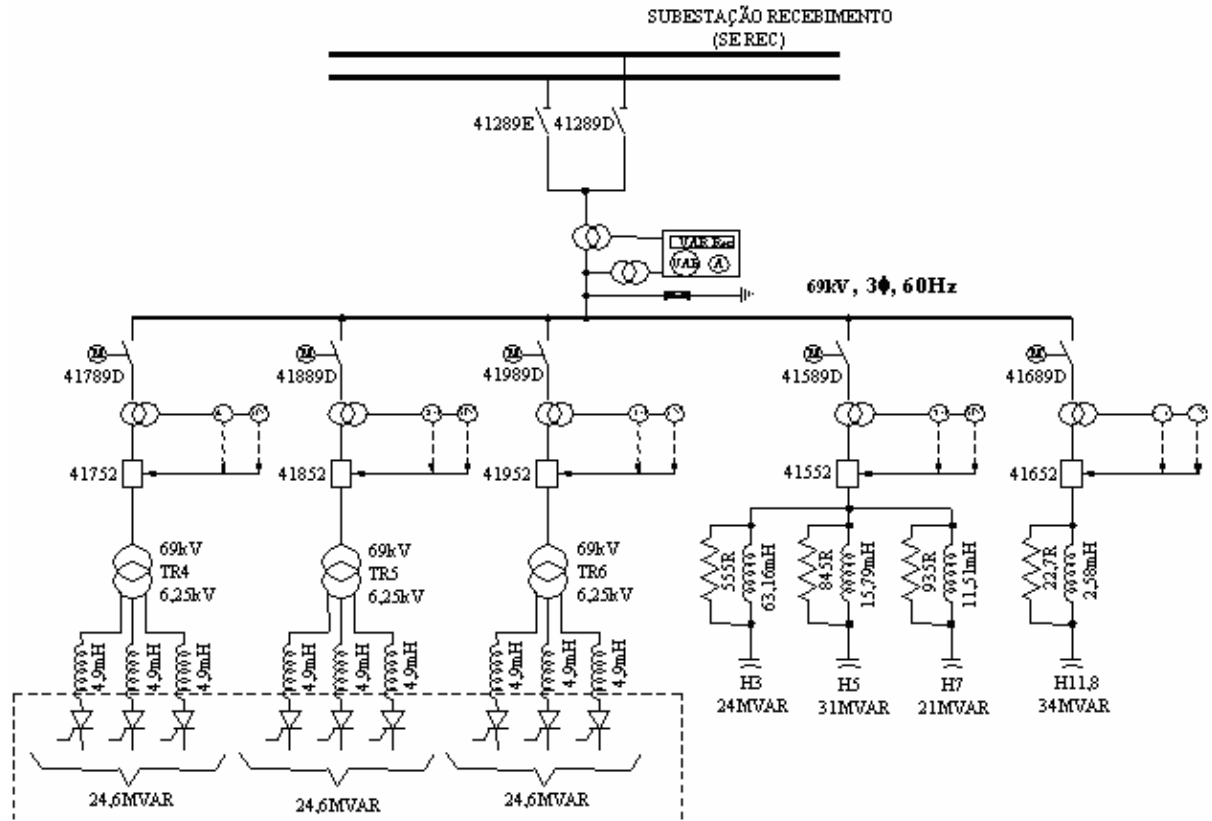 SUBESTAÇÃO RECEBIMENTO
(SE REC)
41289E
41289D
VAR Rec
VAR
A
69kV, 3Φ, 60Hz
M
41789D
M
41889D
M
41989D
M
41589D
M
41689D
41752
41852
41952
41552
41652
69kV
TR4
6,25kV
69kV
TR5
6,25kV
69kV
TR6
6,25kV
555R
63,16mH
845R
15,79mH
935R
11,51mH
22,7R
2,58mH
4,9mH
4,9mH
4,9mH
4,9mH
4,9mH
4,9mH
4,9mH
4,9mH
4,9mH
H3
24MVAR
H5
31MVAR
H7
21MVAR
H11,8
34MVAR
24,6MVAR
24,6MVAR
24,6MVAR